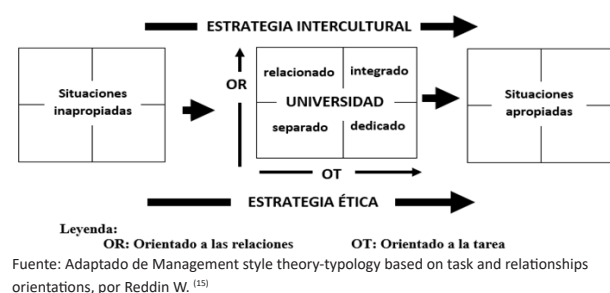 ESTRATEGIA INTERCULTURAL
Situaciones
inapropiadas
OR
relacionado
integrado
UNIVERSIDAD
separado
dedicado
Situaciones
apropiadas
OT
ESTRATEGIA ÉTICA
Leyenda:
OR: Orientado a las relaciones OT: Orientado a la tarea
Fuente: Adaptado de Management style theory-typology based on task and relationships
orientations, por Reddin W. (15)